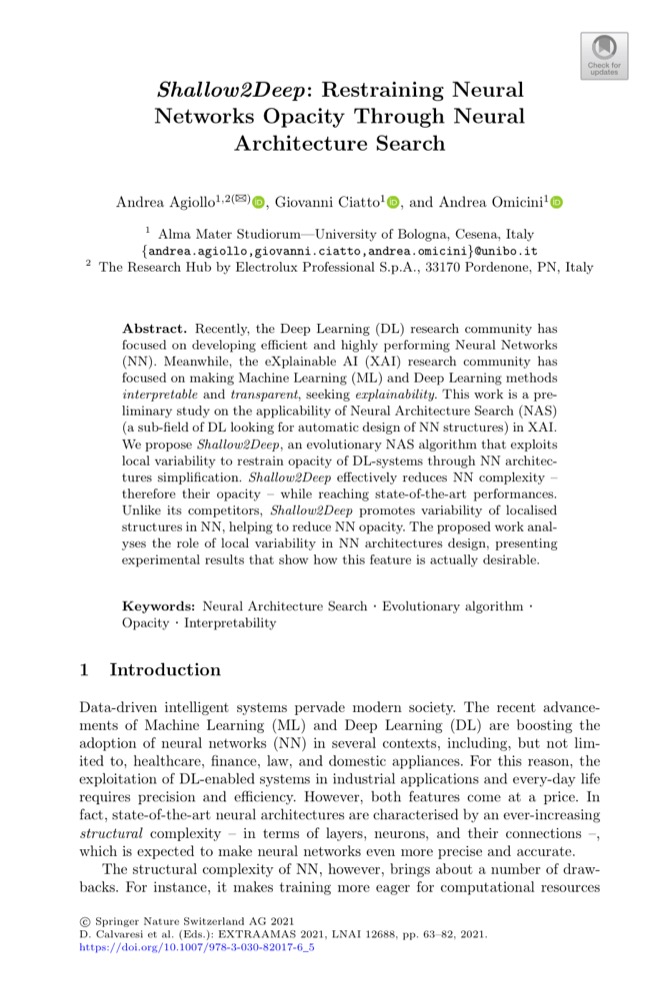 Check for
updates
Shallow2Deep: Restraining Neural
Networks Opacity Through Neural
Architecture Search
Andrea Agiollo1,2(✉), Giovanni Ciatto1, and Andrea Omicini1
1 Alma Mater Studiorum—University of Bologna, Cesena, Italy
{andrea.agiollo,giovanni.ciatto,andrea.omicini}@unibo.it
2 The Research Hub by Electrolux Professional S.p.A., 33170 Pordenone, PN, Italy
Abstract. Recently, the Deep Learning (DL) research community has
focused on developing efficient and highly performing Neural Networks
(NN). Meanwhile, the eXplainable AI (XAI) research community has
focused on making Machine Learning (ML) and Deep Learning methods
interpretable and transparent, seeking explainability. This work is a pre-
liminary study on the applicability of Neural Architecture Search (NAS)
(a sub-field of DL looking for automatic design of NN structures) in XAI.
We propose Shallow2Deep, an evolutionary NAS algorithm that exploits
local variability to restrain opacity of DL-systems through NN architec-
tures simplification. Shallow2Deep effectively reduces NN complexity –
therefore their opacity – while reaching state-of-the-art performances.
Unlike its competitors, Shallow2Deep promotes variability of localised
structures in NN, helping to reduce NN opacity. The proposed work anal-
yses the role of local variability in NN architectures design, presenting
experimental results that show how this feature is actually desirable.
Keywords: Neural Architecture Search · Evolutionary algorithm ·
Opacity · Interpretability
1 Introduction
Data-driven intelligent systems pervade modern society. The recent advance-
ments of Machine Learning (ML) and Deep Learning (DL) are boosting the
adoption of neural networks (NN) in several contexts, including, but not lim-
ited to, healthcare, finance, law, and domestic appliances. For this reason, the
exploitation of DL-enabled systems in industrial applications and every-day life
requires precision and efficiency. However, both features come at a price. In
fact, state-of-the-art neural architectures are characterised by an ever-increasing
structural complexity – in terms of layers, neurons, and their connections –,
which is expected to make neural networks even more precise and accurate.
The structural complexity of NN, however, brings about a number of draw-
backs. For instance, it makes training more eager for computational resources
© Springer Nature Switzerland AG 2021
D. Calvaresi et al. (Eds.): EXTRAAMAS 2021, LNAI 12688, pp. 63–82, 2021.
https://doi.org/10.1007/978-3-030-82017-6_5